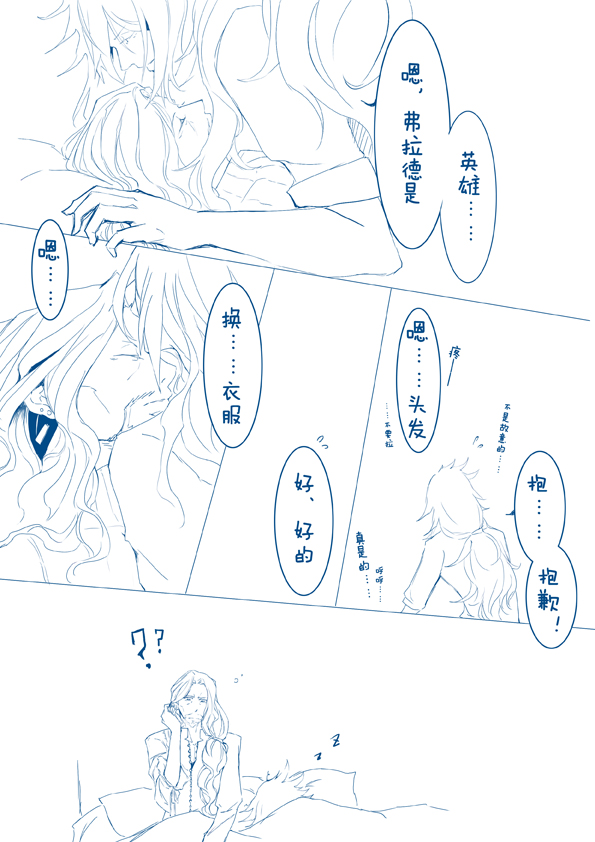 嗯,弗拉德是
英雄……
嗯……
换……衣服
好、好的
嗯……头发
疼
……不要拉
不是故意的……
抱……
抱歉!
真是的……
呼呼……
??
z z